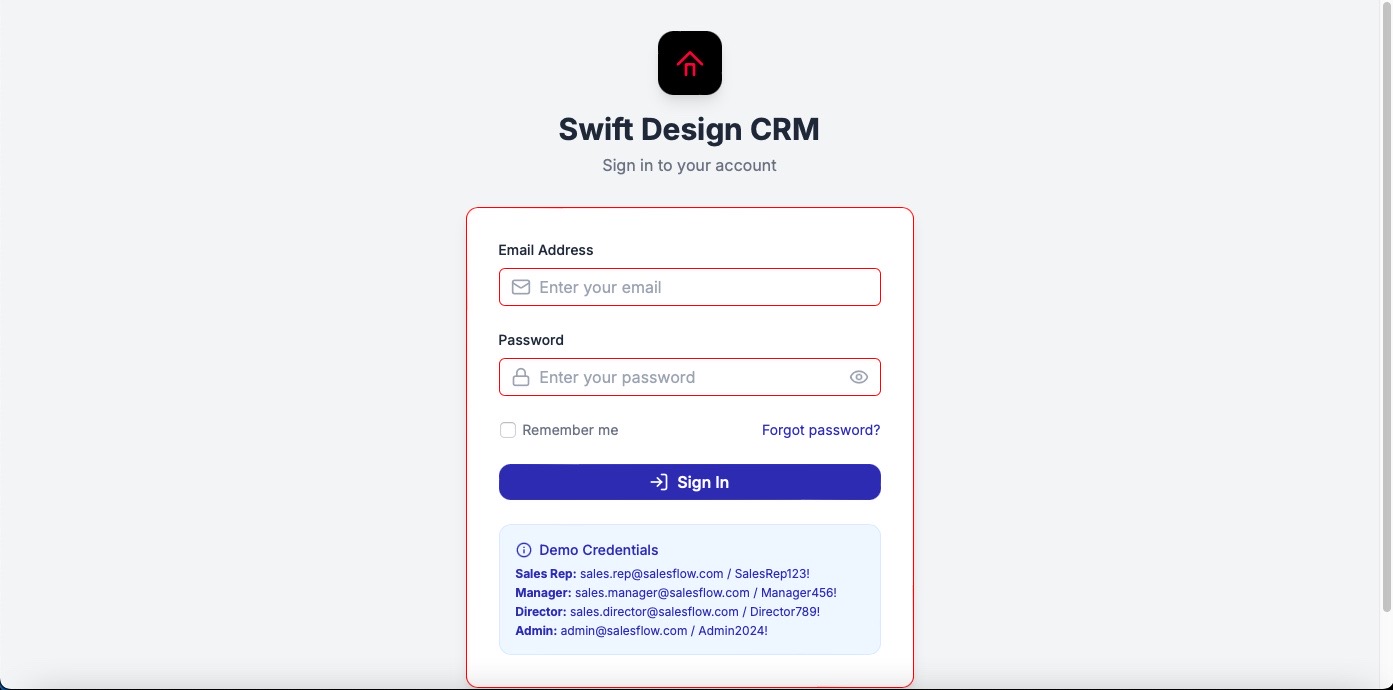 Swift Design CRM
Sign in to your account
Email Address
Enter your email
Password
Enter your password
Remember me
Forgot password?
Sign In
Demo Credentials
Sales Rep: sales.rep@salesflow.com / SalesRep123!
Manager: sales.manager@salesflow.com / Manager456!
Director: sales.director@salesflow.com / Director789!
Admin: admin@salesflow.com / Admin2024!